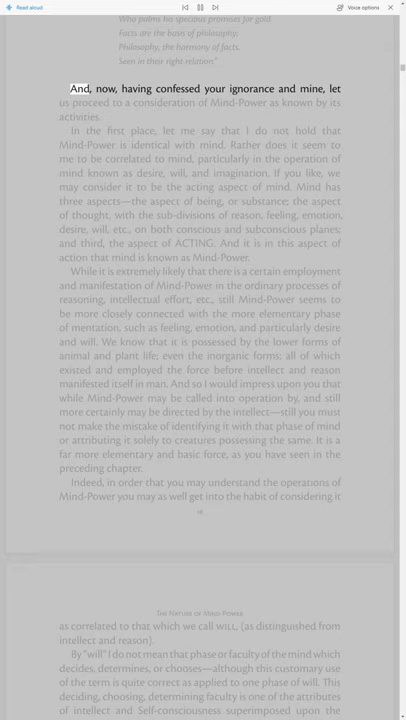 Read aloud
Voice options
Who palms his specious promises for gold.
Facts are the basis of philosophy;
Philosophy, the harmony of facts,
Seen in their right relation."
And, now, having confessed your ignorance and mine, let
us proceed to a consideration of Mind-Power as known by its
activities.
In the first place, let me say that I do not hold that
Mind-Power is identical with mind. Rather does it seem to
me to be correlated to mind, particularly in the operation of
mind known as desire, will, and imagination. If you like, we
may consider it to be the acting aspect of mind. Mind has
three aspects—the aspect of being, or substance; the aspect
of thought, with the sub-divisions of reason, feeling, emotion,
desire, will, etc., on both conscious and subconscious planes;
and third, the aspect of ACTING. And it is in this aspect of
action that mind is known as Mind-Power.
While it is extremely likely that there is a certain employment
and manifestation of Mind-Power in the ordinary processes of
reasoning, intellectual effort, etc., still Mind-Power seems to
be more closely connected with the more elementary phase
of mentation, such as feeling, emotion, and particularly desire
and will. We know that it is possessed by the lower forms of
animal and plant life; even the inorganic forms; all of which
existed and employed the force before intellect and reason
manifested itself in man. And so I would impress upon you that
while Mind-Power may be called into operation by, and still
more certainly may be directed by the intellect—still you must
not make the mistake of identifying it with that phase of mind
or attributing it solely to creatures possessing the same. It is a
far more elementary and basic force, as you have seen in the
preceding chapter.
Indeed, in order that you may understand the operations of
Mind-Power you may as well get into the habit of considering it
The Nature of Mind-Power
as correlated to that which we call WILL, (as distinguished from
intellect and reason).
By "will" I do not mean that phase or faculty of the mind which
decides, determines, or chooses—although this customary use
of the term is quite correct as applied to one phase of will. This
deciding, choosing, determining faculty is one of the attributes
of intellect and Self-consciousness superimposed upon the